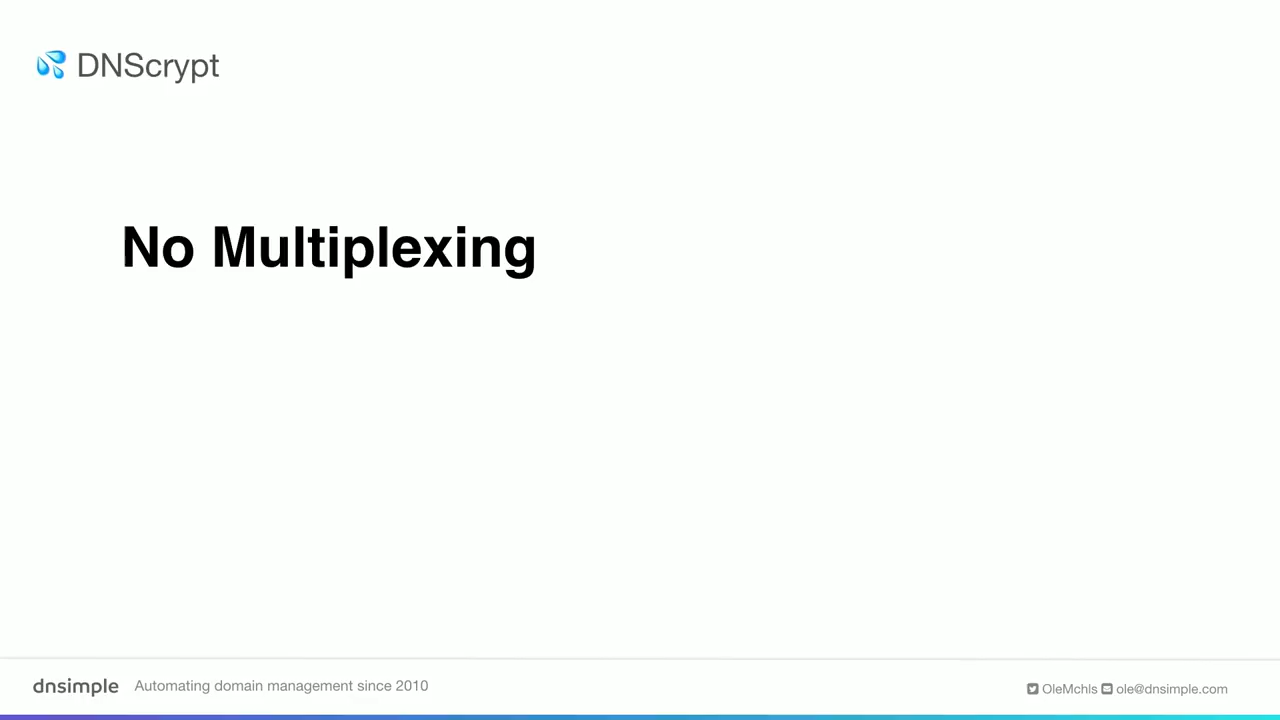 💦 DNScrypt
No Multiplexing
dnsimple Automating domain management since 2010
OleMchls ole@dnsimple.com